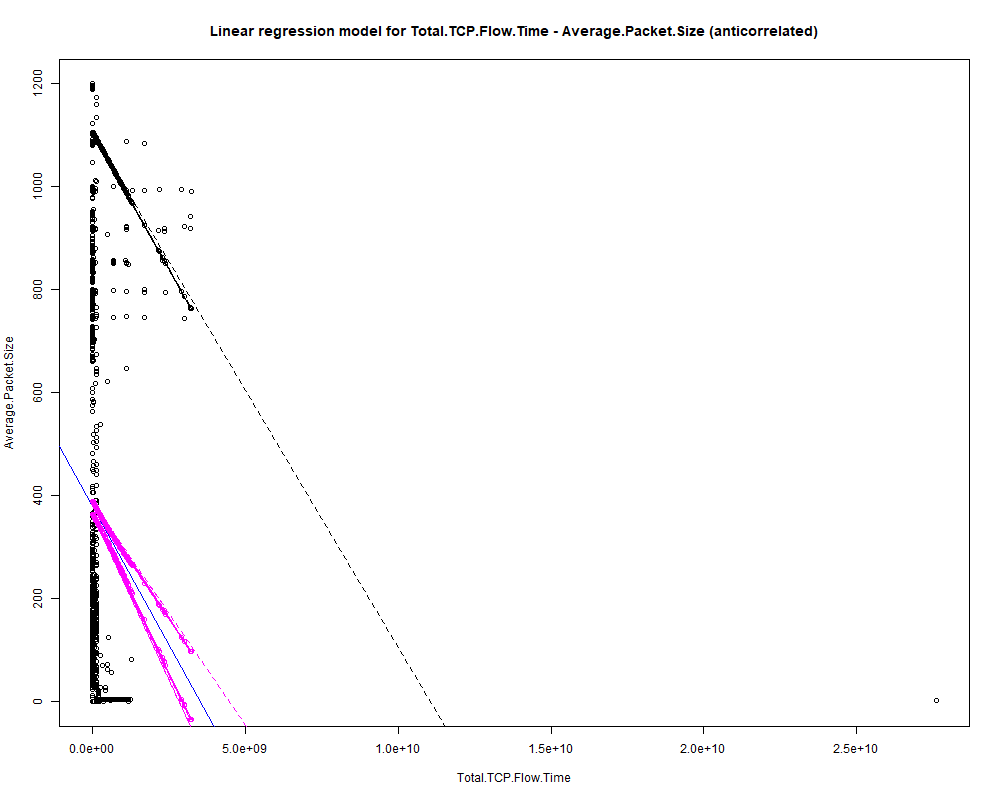 Linear regression model for Total.TCP.Flow.Time - Average.Packet.Size (anticorrelated)
1200
1000
800
600
400
200
0
Average.Packet.Size
0.0e+00 5.0e+09 1.0e+10 1.5e+10 2.0e+10 2.5e+10
Total.TCP.Flow.Time